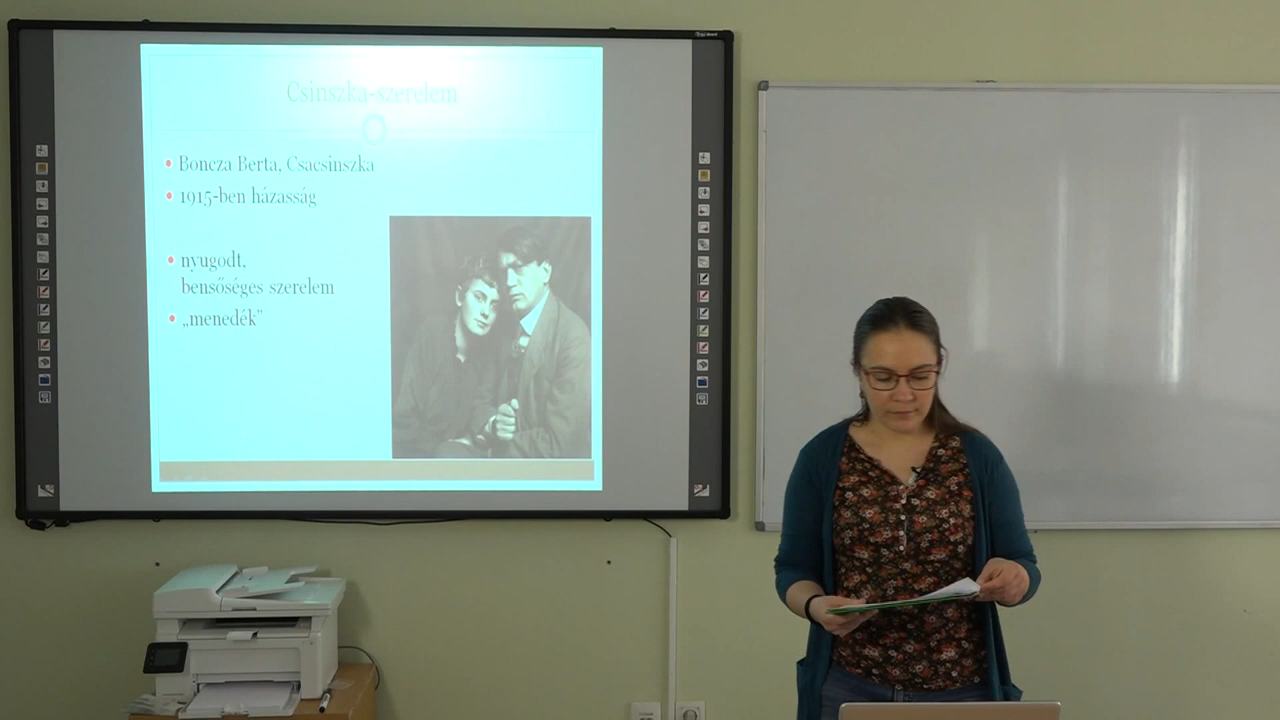 Csinszka-szerelem
Boncza Berta, Csacsinszka
1915-ben házasság
nyugodt,
bensőséges szerelem
„menedék”